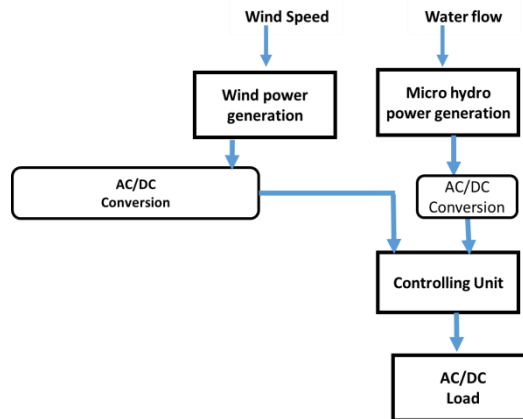 Wind Speed
Water flow
Wind power
generation
Micro hydro
power generation
AC/DC
Conversion
AC/DC
Conversion
Controlling Unit
AC/DC
Load